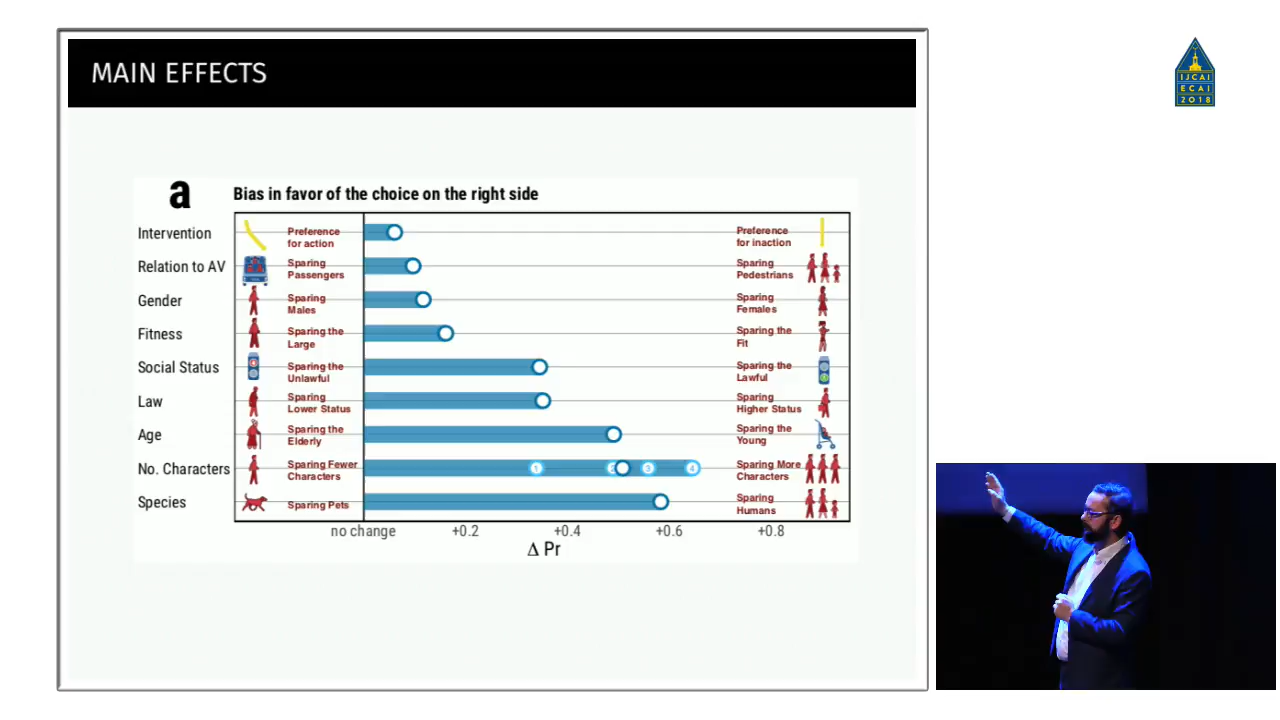 MAIN EFFECTS
IJCAI
ECAI
2018
a
Bias in favor of the choice on the right side
Intervention
Preference
for action
Preference
for inaction
Relation to AV
Sparing
Passengers
Sparing
Pedestrians
Gender
Sparing
Males
Sparing
Females
Fitness
Sparing the
Large
Sparing the
Fit
Social Status
Sparing the
Unlawful
Sparing the
Lawful
Law
Sparing
Lower Status
Sparing
Higher Status
Age
Sparing the
Elderly
Sparing the
Young
No. Characters
Sparing Fewer
Characters
1
2
3
4
Sparing More
Characters
Species
Sparing Pets
Sparing
Humans
no change
+0.2
+0.4
+0.6
+0.8
Δ Pr